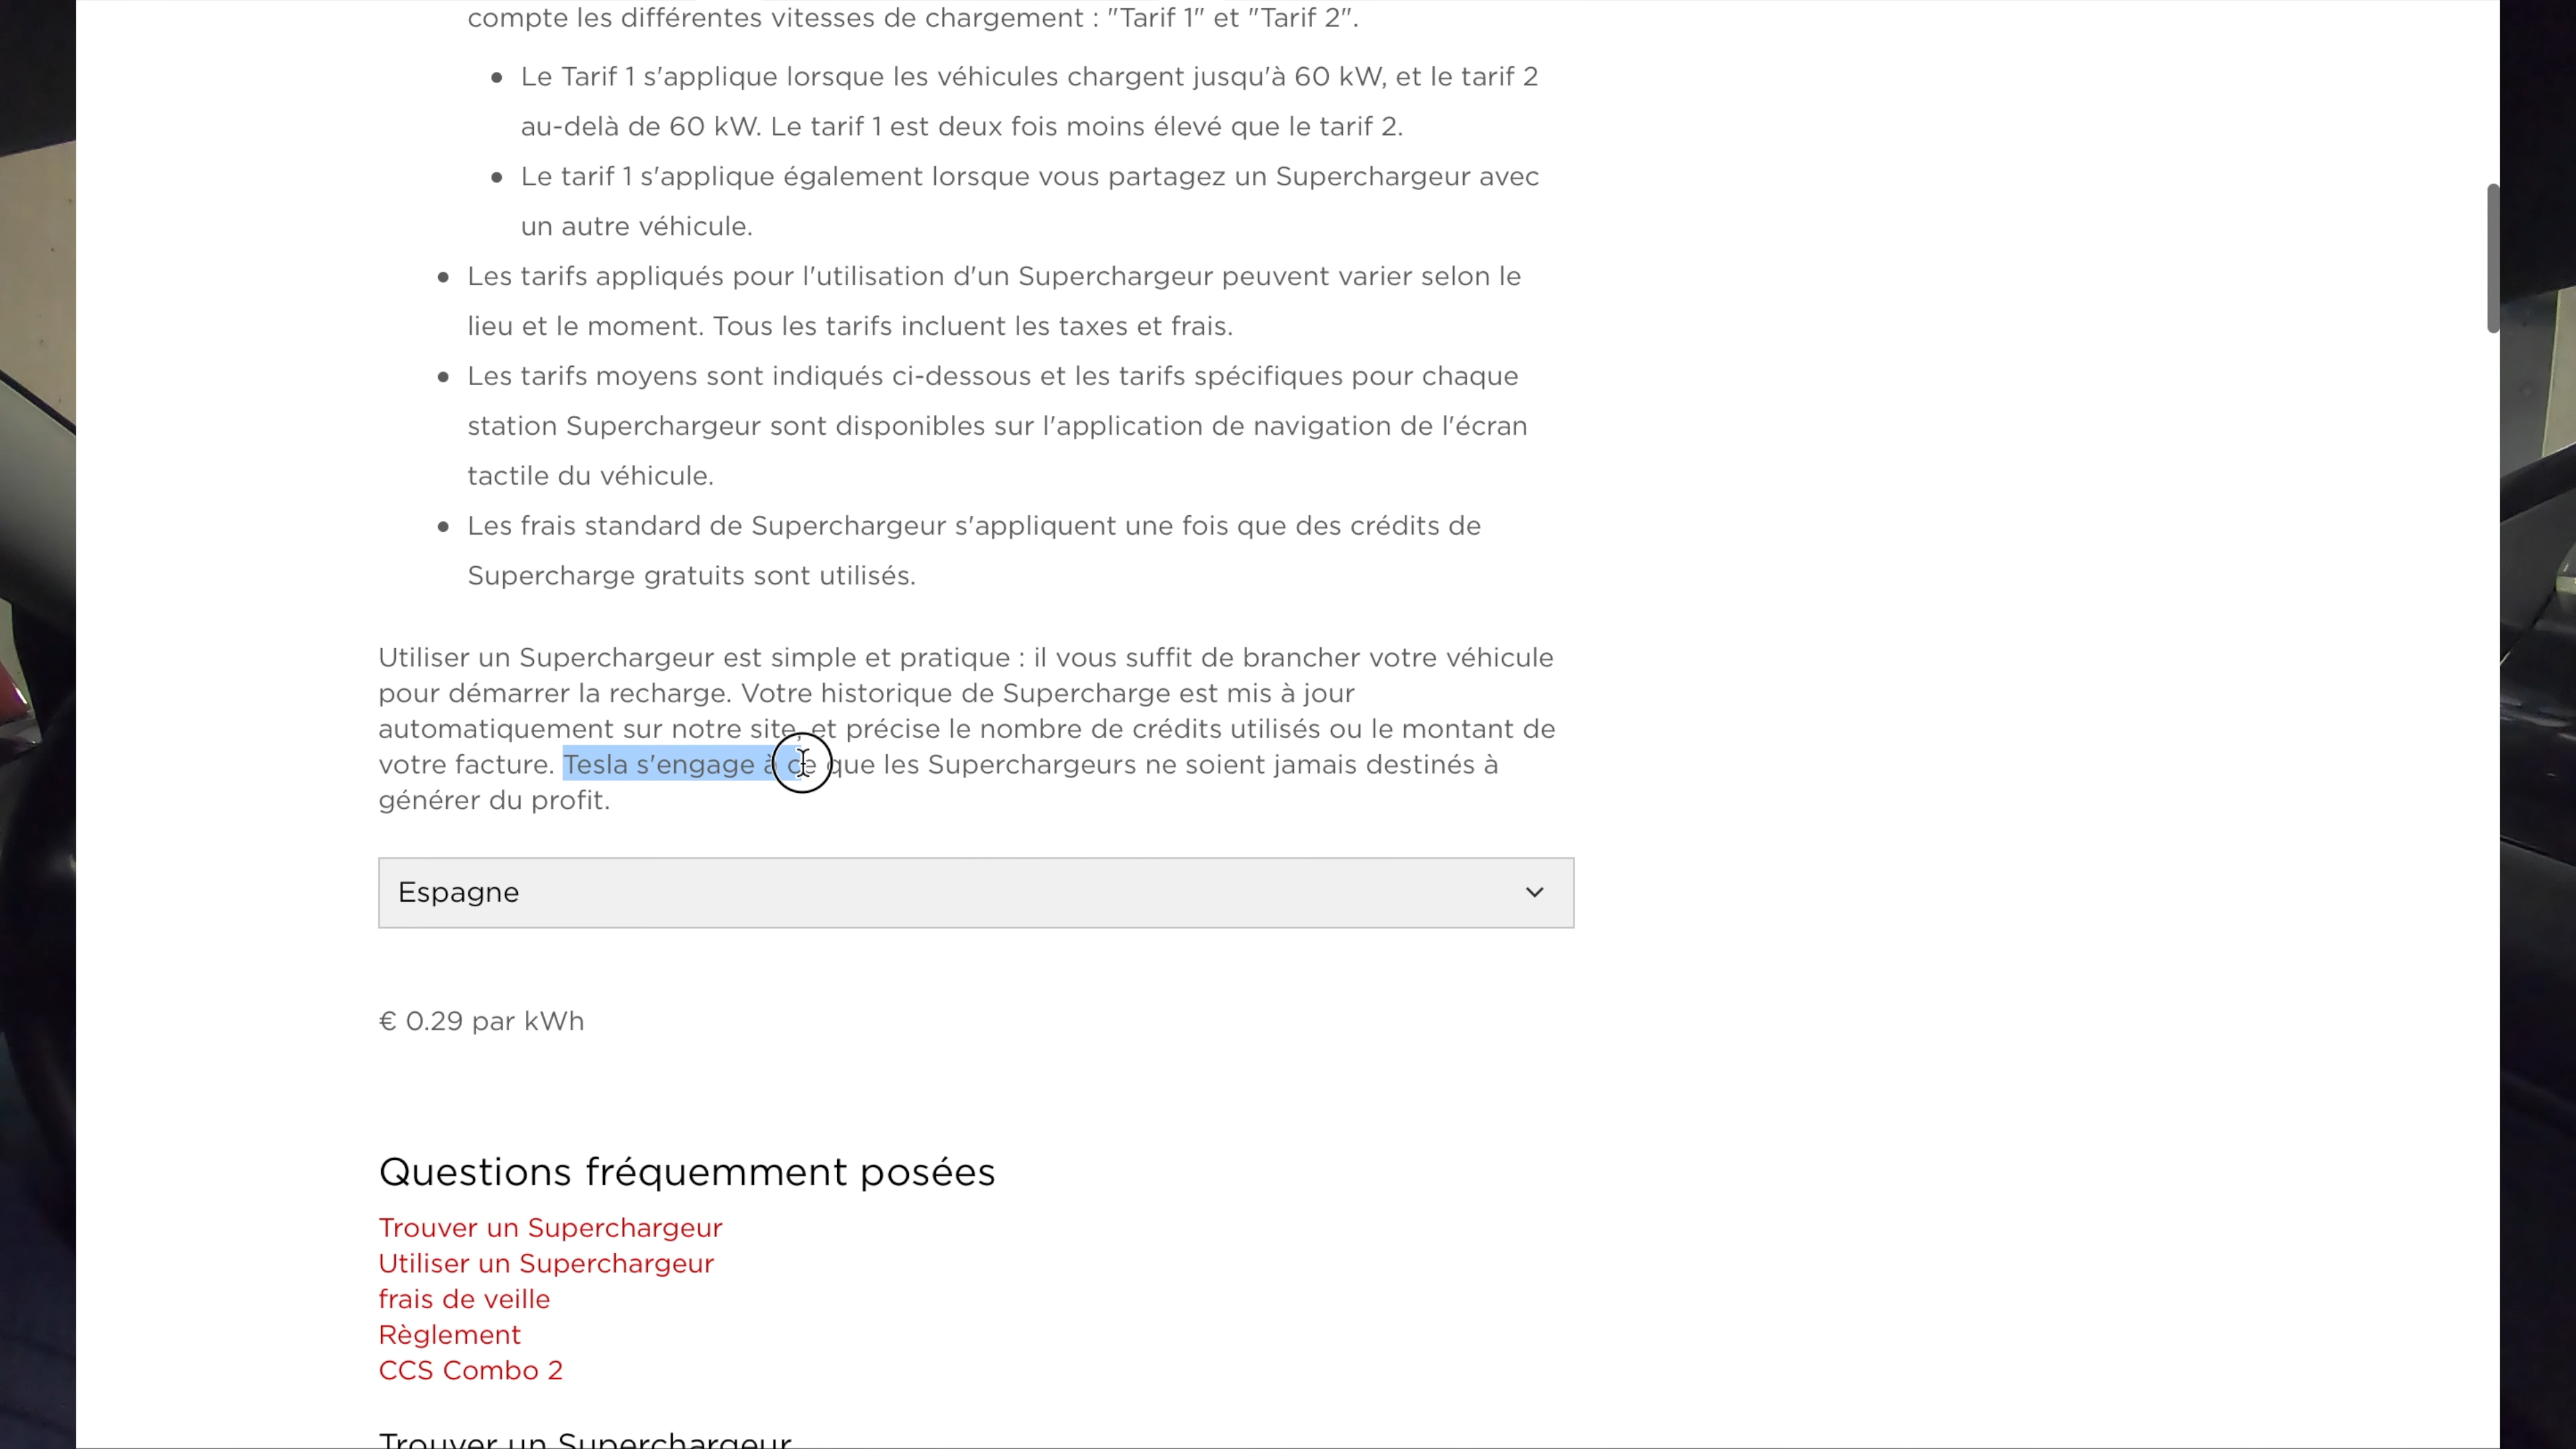 compte les différentes vitesses de chargement : "Tarif 1" et "Tarif 2".
Le Tarif 1 s'applique lorsque les véhicules chargent jusqu'à 60 kW, et le tarif 2
au-delà de 60 kW. Le tarif 1 est deux fois moins élevé que le tarif 2.
Le tarif 1 s'applique également lorsque vous partagez un Superchargeur avec
un autre véhicule.
Les tarifs appliqués pour l'utilisation d'un Superchargeur peuvent varier selon le
lieu et le moment. Tous les tarifs incluent les taxes et frais.
Les tarifs moyens sont indiqués ci-dessous et les tarifs spécifiques pour chaque
station Superchargeur sont disponibles sur l'application de navigation de l'écran
tactile du véhicule.
Les frais standard de Superchargeur s'appliquent une fois que des crédits de
Supercharge gratuits sont utilisés.
Utiliser un Superchargeur est simple et pratique : il vous suffit de brancher votre véhicule
pour démarrer la recharge. Votre historique de Supercharge est mis à jour
automatiquement sur notre site, et précise le nombre de crédits utilisés ou le montant de
votre facture. Tesla s'engage à ce que les Superchargeurs ne soient jamais destinés à
générer du profit.
Espagne
€ 0.29 par kWh
Questions fréquemment posées
Trouver un Superchargeur
Utiliser un Superchargeur
frais de veille
Règlement
CCS Combo 2
Trouver un Superchargeur